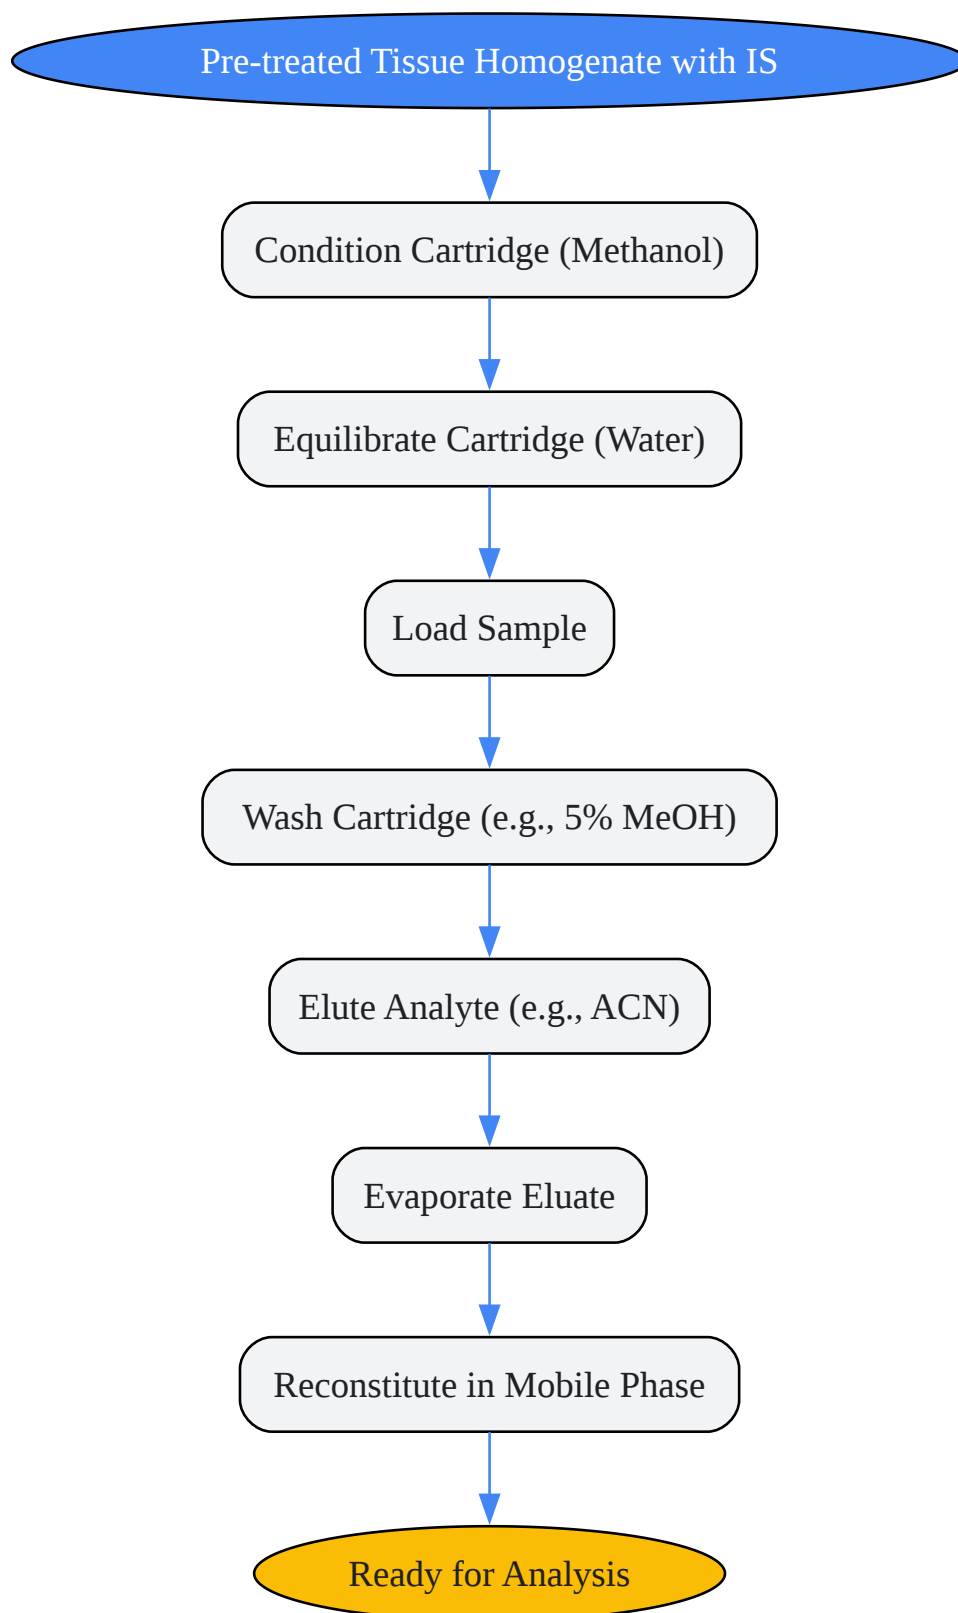 Pre-treated Tissue Homogenate with IS
Condition Cartridge (Methanol)
Equilibrate Cartridge (Water)
Load Sample
Wash Cartridge (e.g., 5% MeOH)
Elute Analyte (e.g., ACN)
Evaporate Eluate
Reconstitute in Mobile Phase
Ready for Analysis